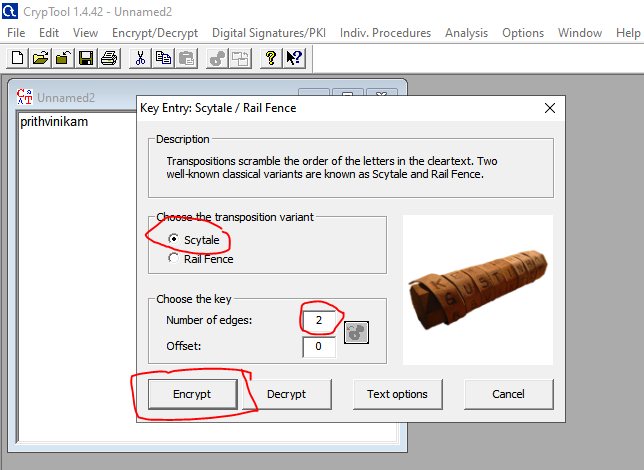 Ct CrypTool 1.4.42 - Unnamed2
File Edit View Encrypt/Decrypt Digital Signatures/PKI Indiv. Procedures Analysis Options Window Help
Unnamed2
prithvinikam
Key Entry: Scytale / Rail Fence
Description
Transpositions scramble the order of the letters in the cleartext. Two
well-known classical variants are known as Scytale and Rail Fence.
Choose the transposition variant
Scytale
Rail Fence
Choose the key
Number of edges: 2
Offset: 0
Encrypt Decrypt Text options Cancel